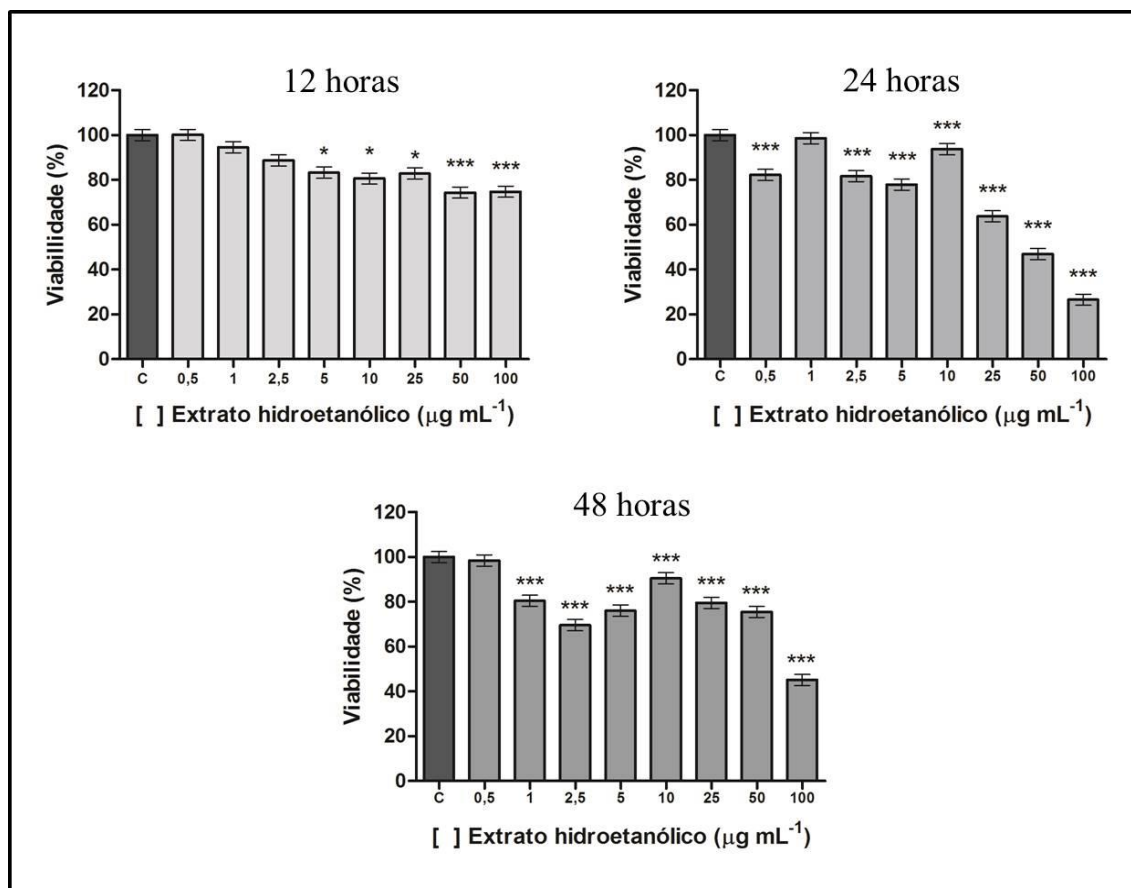 12 horas
Viabillidade (%)
120
100
80
60
40
20
0
* * * *** ***
C 0,5 1 2,5 5 10 25 50 100
[ ] Extrato hidroetanólico (μg mL-1)
24 horas
Viabilidade (%)
120
100
80
60
40
20
0
*** *** *** *** *** *** ***
C 0,5 1 2,5 5 10 25 50 100
[ ] Extrato hidroetanólico (μg mL-1)
48 horas
Viabilidade (%)
120
100
80
60
40
20
0
*** *** *** *** *** *** ***
C 0,5 1 2,5 5 10 25 50 100
[ ] Extrato hidroetanólico (μg mL-1)